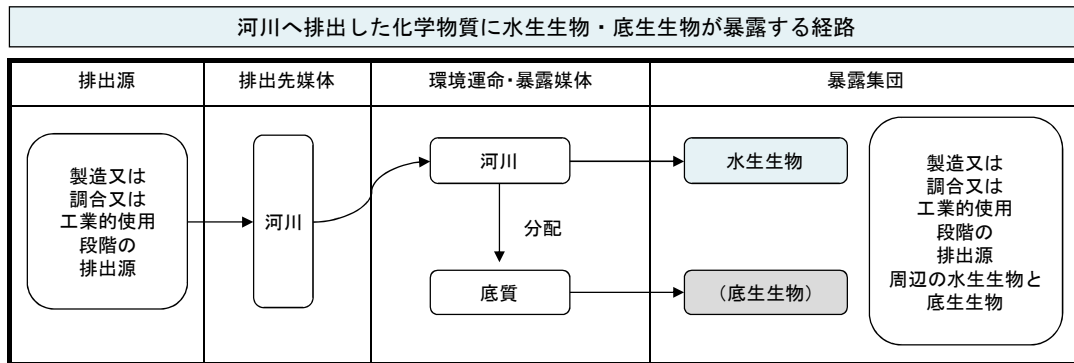 河川へ排出した化学物質に水生生物・底生生物が暴露する経路
排出源
排出先媒体
環境運命・暴露媒体
暴露集団
製造又は
調合又は
工業的使用
段階の
排出源
河川
河川
分配
底質
水生生物
（底生生物）
製造又は
調合又は
工業的使用
段階の
排出源
周辺の水生生物と
底生生物